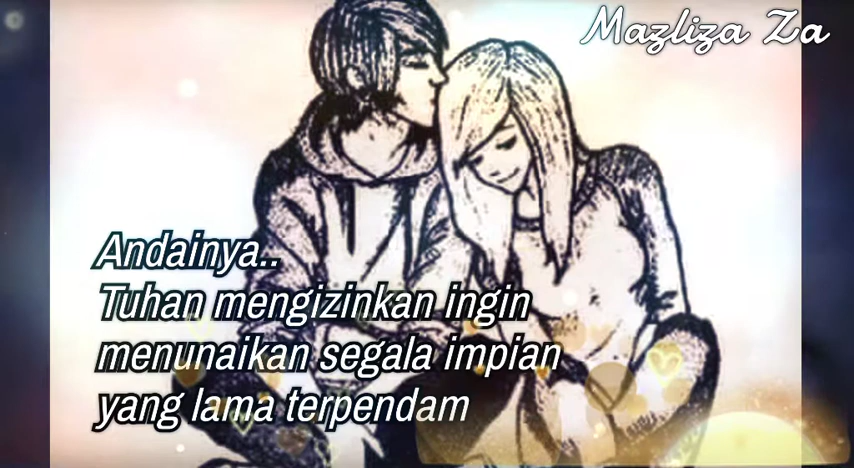 Mazliza Za
Andainya..
Tuhan mengizinkan ingin
menunaikan segala impian
yang lama terpendam